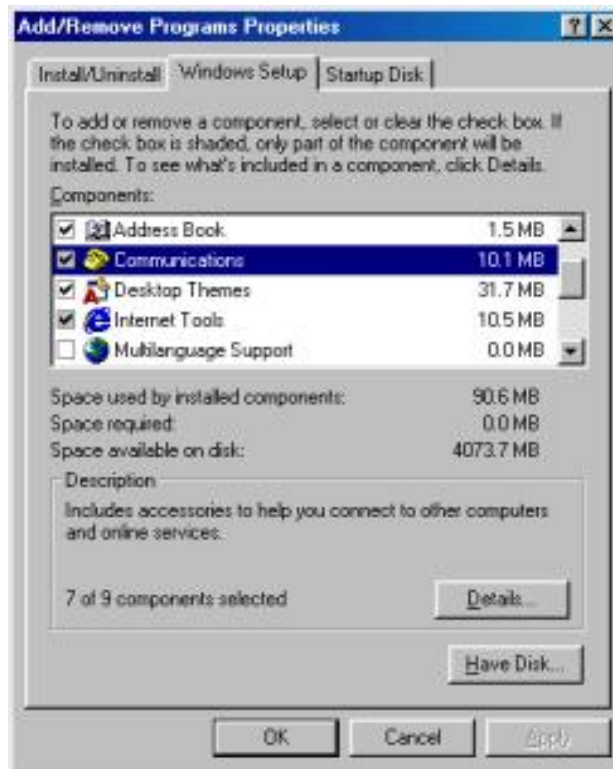 Add/Remove Programs Properties
Install/Uninstall Windows Setup Startup Disk
To add or remove a component, select or clear the check box. If
the check box is shaded, only part of the component will be
installed. To see what's included in a component, click Details.
Components:
Address Book 1.5 MB
Communications 10.1 MB
Desktop Themes 31.7 MB
Internet Tools 10.5 MB
Multilanguage Support 0.0 MB
Space used by installed components: 90.6 MB
Space required: 0.0 MB
Space available on disk: 4073.7 MB
Description
Includes accessories to help you connect to other computers
and online services.
7 of 9 components selected
Details...
Have Disk...
OK Cancel Apply